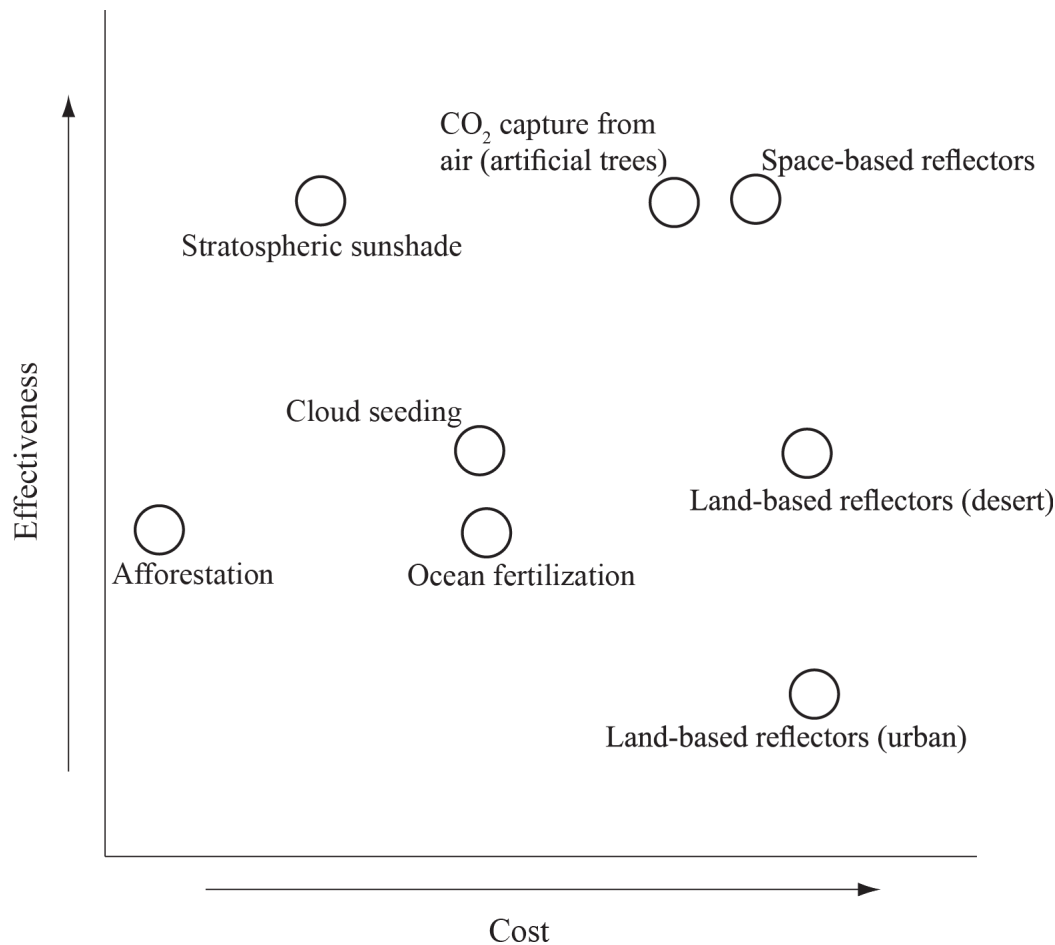 CO₂ capture from
air (artificial trees)
Space-based reflectors
Stratospheric sunshade
Effectiveness
Cloud seeding
Land-based reflectors (desert)
Afforestation
Ocean fertilization
Land-based reflectors (urban)
Cost